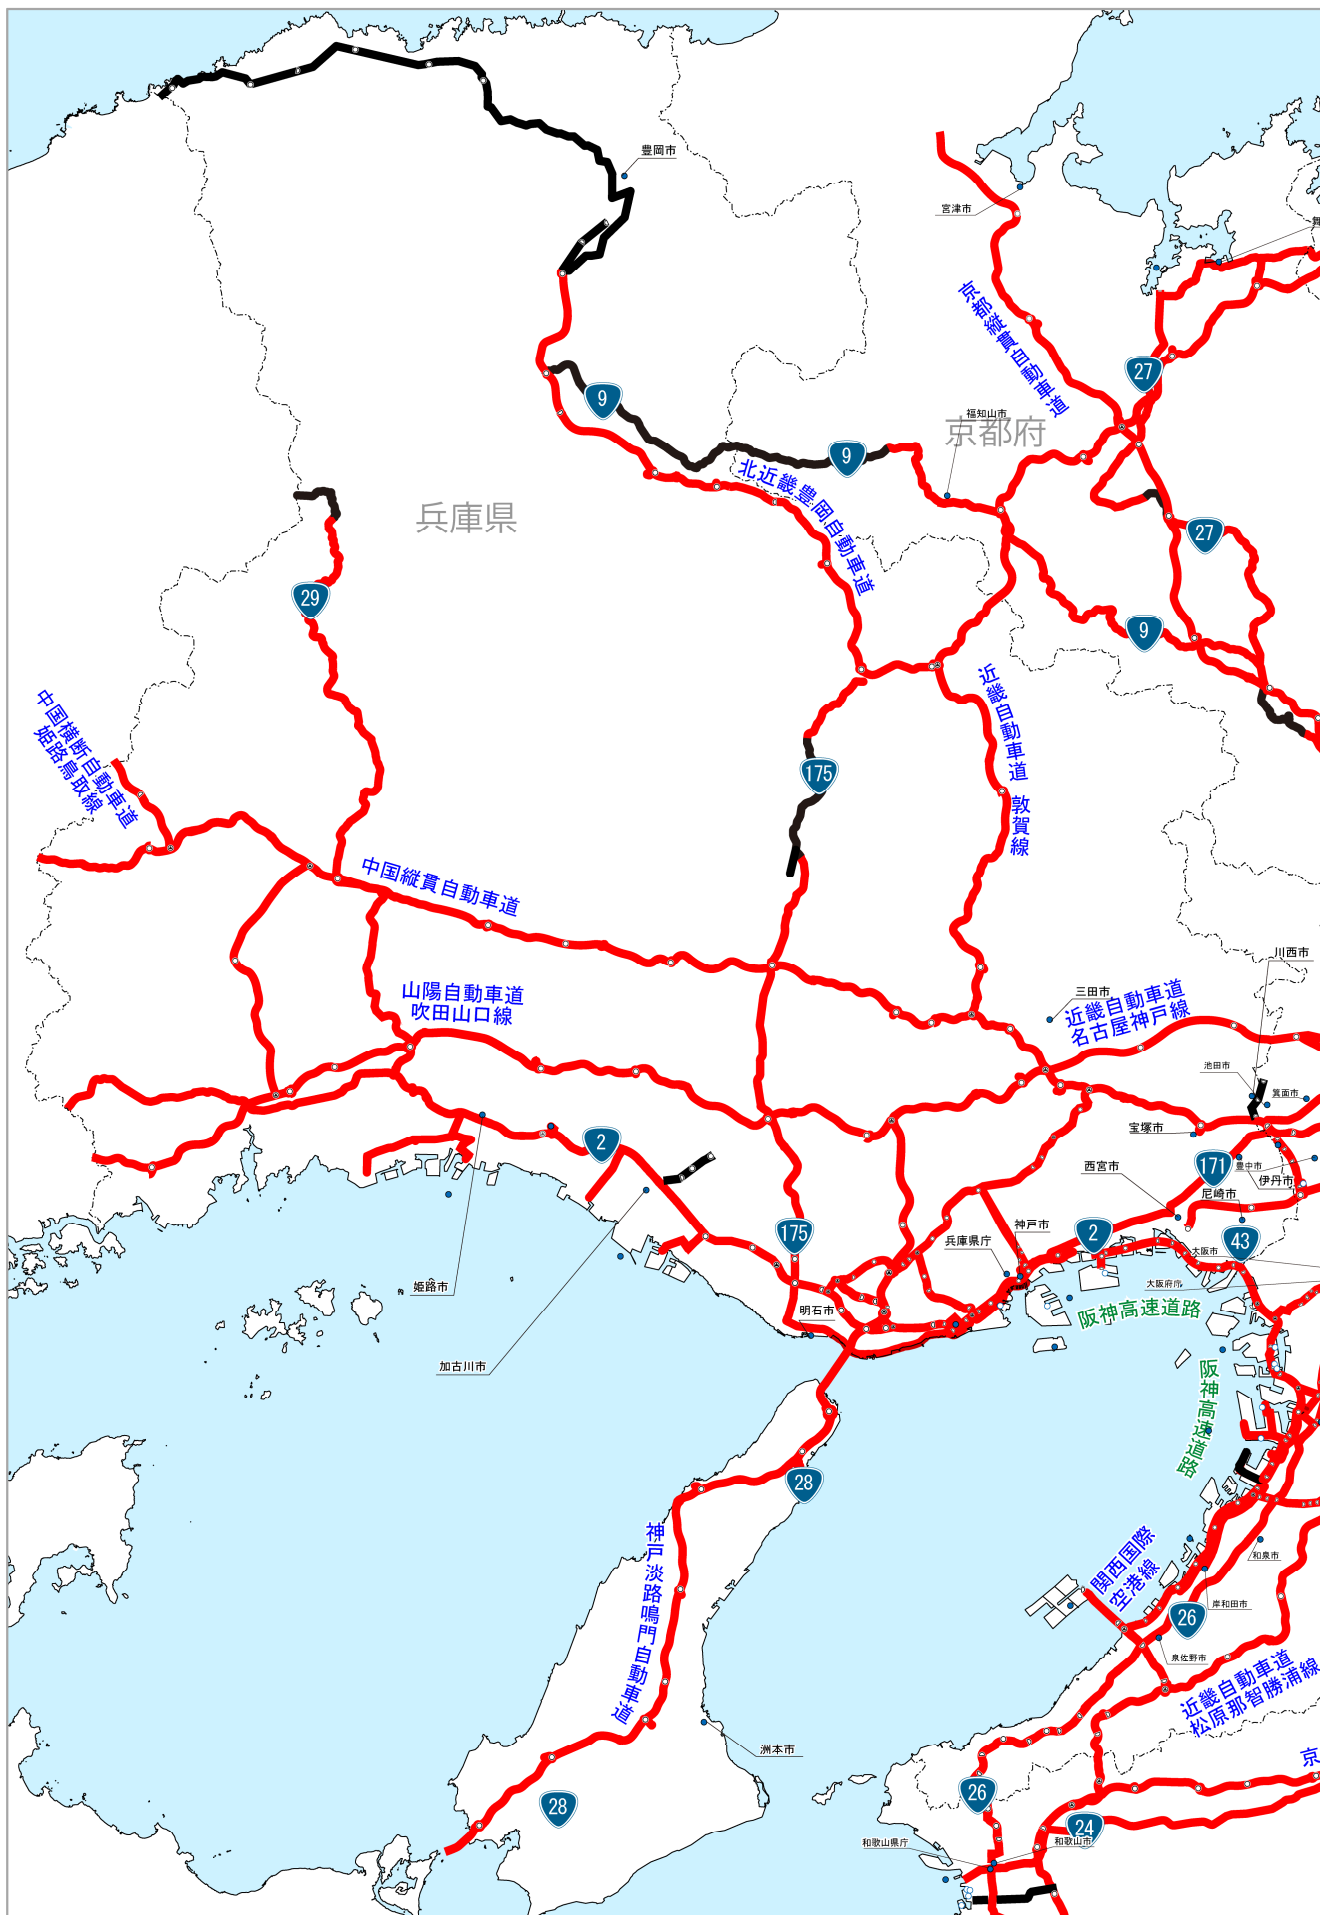 豊岡市
宮津市
舞
京都縦貫自動車道
27
9
福知山市
京都府
9
北近畿豊岡自動車道
兵庫県
27
29
9
近畿自動車道 敦賀線
中国横断自動車道
姫路鳥取線
175
中国縦貫自動車道
川西市
山陽自動車道
吹田山口線
三田市
近畿自動車道
名古屋神戸線
池田市
箕面市
宝塚市
2
西宮市
171
豊中市
伊丹市
尼崎市
175
兵庫県庁
神戸市
2
43
大阪市
大阪府庁
姫路市
明石市
阪神高速道路
加古川市
阪神高速道路
28
神戸淡路鳴門自動車道
関西国際
空港線
和泉市
岸和田市
26
泉佐野市
近畿自動車道
松原那智勝浦線
洲本市
京
28
26
24
和歌山県庁
和歌山市